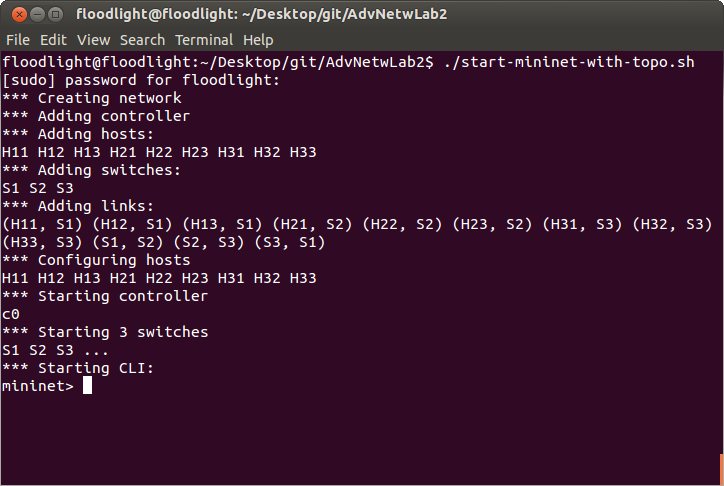 floodlight@floodlight: ~/Desktop/git/AdvNetwLab2
File Edit View Search Terminal Help
floodlight@floodlight:~/Desktop/git/AdvNetwLab2$ ./start-mininet-with-topo.sh
[sudo] password for floodlight:
*** Creating network
*** Adding controller
*** Adding hosts:
H11 H12 H13 H21 H22 H23 H31 H32 H33
*** Adding switches:
S1 S2 S3
*** Adding links:
(H11, S1) (H12, S1) (H13, S1) (H21, S2) (H22, S2) (H23, S2) (H31, S3) (H32, S3)
(H33, S3) (S1, S2) (S2, S3) (S3, S1)
*** Configuring hosts
H11 H12 H13 H21 H22 H23 H31 H32 H33
*** Starting controller
c0
*** Starting 3 switches
S1 S2 S3 ...
*** Starting CLI:
mininet>